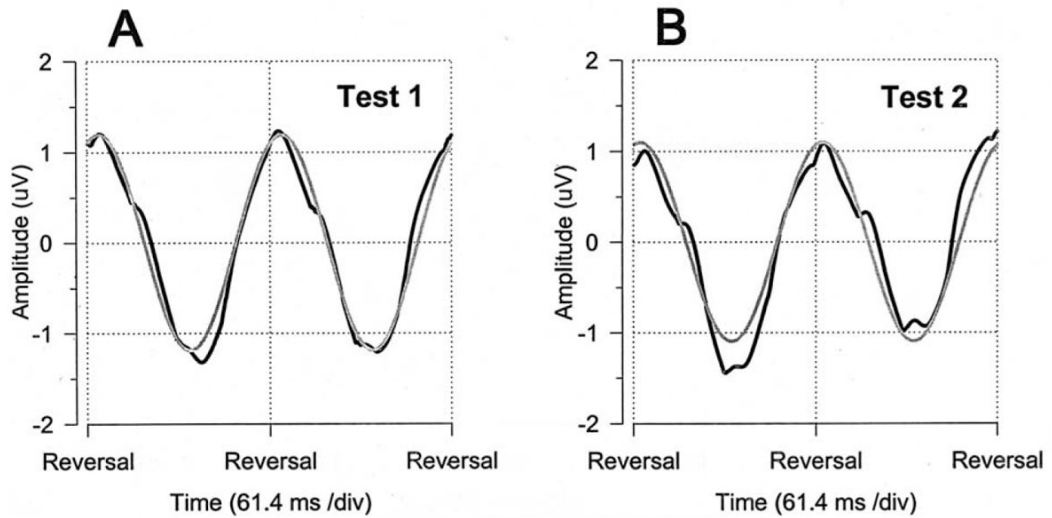 A
2
1
0
-1
-2
Amplitude (uV)
Test 1
Reversal Reversal Reversal
Time (61.4 ms /div)
B
2
1
0
-1
-2
Amplitude (uV)
Test 2
Reversal Reversal Reversal
Time (61.4 ms /div)